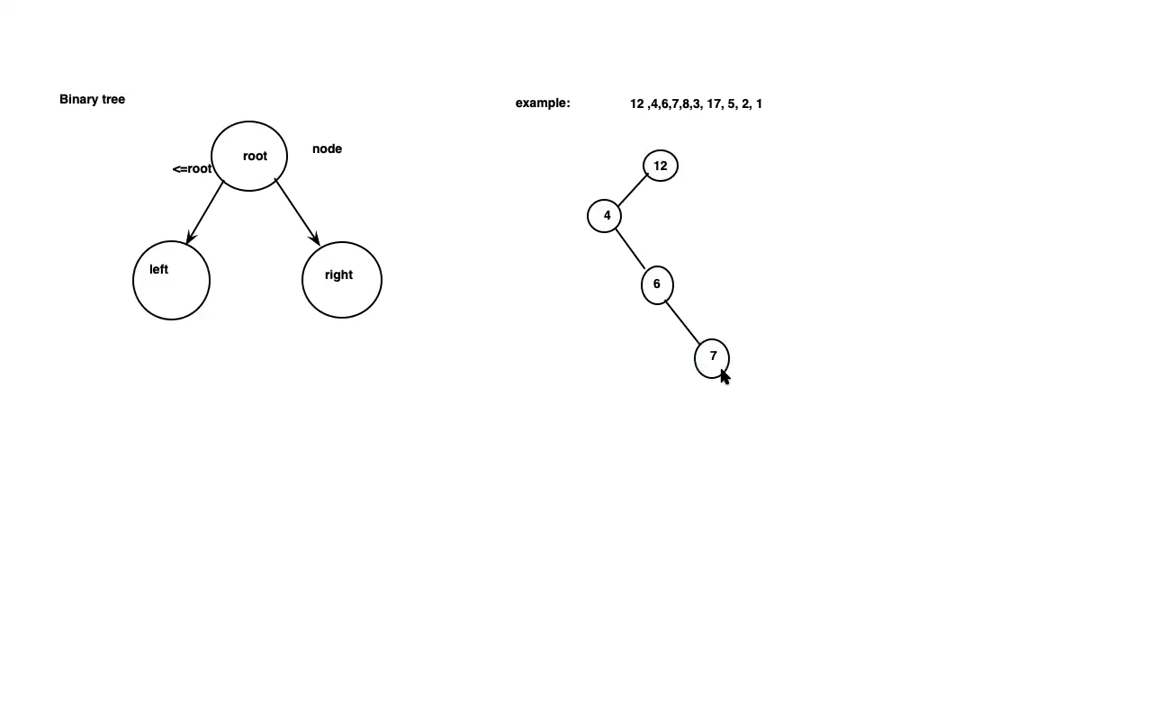 Binary tree
root
node
<=root
left
right
example: 12 ,4,6,7,8,3, 17, 5, 2, 1
12
4
6
7